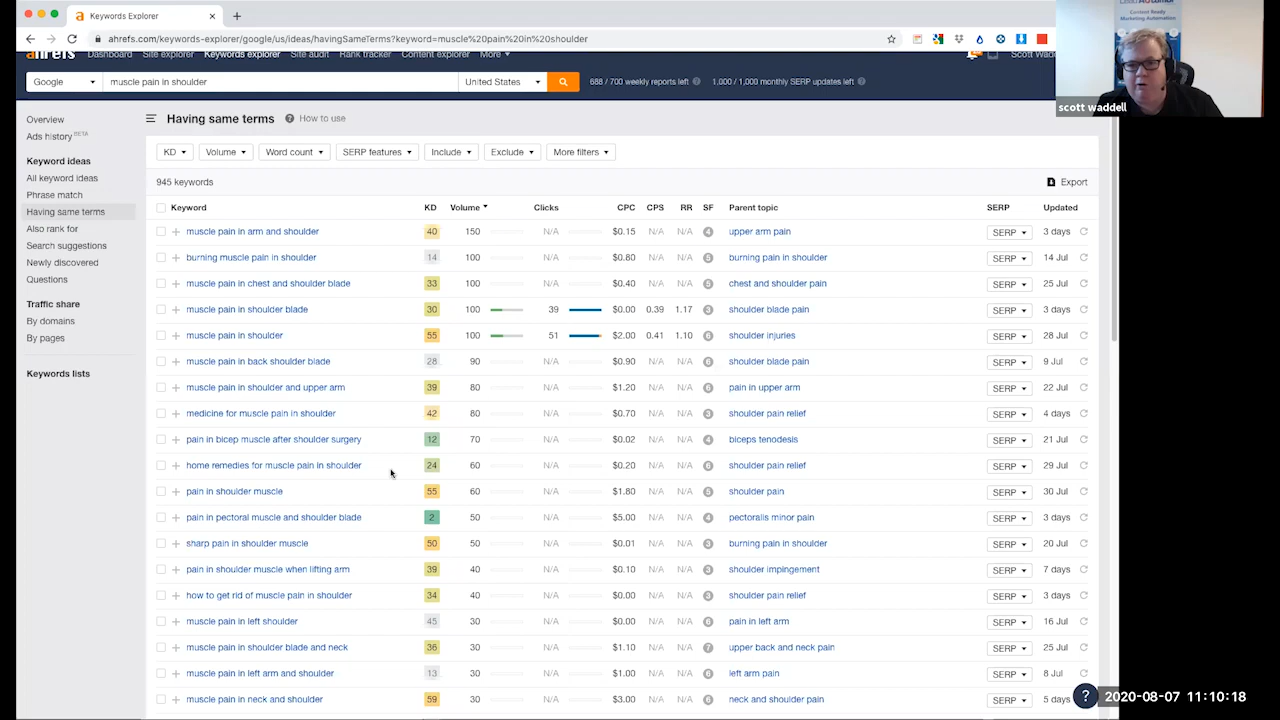 Keywords Explorer
ahrefs.com/keywords-explorer/google/us/ideas/havingSameTerms?keyword=muscle%20pain%20in%20shoulder
ahrefs Dashboard Site explorer Keywords explorer Site audit Rank tracker Content explorer More Scott Wadd
Google muscle pain in shoulder United States 688 / 700 weekly reports left 1,000 / 1,000 monthly SERP updates left
Content Ready
Marketing Automation
scott waddell
Overview
Ads history BETA
Keyword ideas
All keyword ideas
Phrase match
Having same terms
Also rank for
Search suggestions
Newly discovered
Questions
Traffic share
By domains
By pages
Keywords lists
Having same terms ? How to use
KD Volume Word count SERP features Include Exclude More filters
945 keywords Export
Keyword KD Volume Clicks CPC CPS RR SF Parent topic SERP Updated
muscle pain in arm and shoulder 40 150 N/A $0.15 N/A N/A 4 upper arm pain SERP 3 days
burning muscle pain in shoulder 14 100 N/A $0.80 N/A N/A 5 burning pain in shoulder SERP 14 Jul
muscle pain in chest and shoulder blade 33 100 N/A $0.40 N/A N/A 5 chest and shoulder pain SERP 25 Jul
muscle pain in shoulder blade 30 100 39 $0.00 0.39 1.17 3 shoulder blade pain SERP 3 days
muscle pain in shoulder 55 100 51 $2.00 0.41 1.10 6 shoulder injuries SERP 28 Jul
muscle pain in back shoulder blade 28 90 N/A $0.90 N/A N/A 6 shoulder blade pain SERP 9 Jul
muscle pain in shoulder and upper arm 39 80 N/A $1.20 N/A N/A 6 pain in upper arm SERP 22 Jul
medicine for muscle pain in shoulder 42 80 N/A $0.70 N/A N/A 3 shoulder pain relief SERP 4 days
pain in bicep muscle after shoulder surgery 12 70 N/A $0.02 N/A N/A 4 biceps tenodesis SERP 21 Jul
home remedies for muscle pain in shoulder 24 60 N/A $0.20 N/A N/A 6 shoulder pain relief SERP 29 Jul
pain in shoulder muscle 55 60 N/A $1.80 N/A N/A 5 shoulder pain SERP 30 Jul
pain in pectoral muscle and shoulder blade 2 50 N/A $5.00 N/A N/A 4 pectoralis minor pain SERP 3 days
sharp pain in shoulder muscle 50 50 N/A $0.01 N/A N/A 3 burning pain in shoulder SERP 20 Jul
pain in shoulder muscle when lifting arm 39 40 N/A $0.10 N/A N/A 3 shoulder impingement SERP 7 days
how to get rid of muscle pain in shoulder 34 40 N/A $0.00 N/A N/A 3 shoulder pain relief SERP 3 days
muscle pain in left shoulder 45 30 N/A $0.00 N/A N/A 6 pain in left arm SERP 16 Jul
muscle pain in shoulder blade and neck 36 30 N/A $1.10 N/A N/A 7 upper back and neck pain SERP 25 Jul
muscle pain in left arm and shoulder 13 30 N/A $1.00 N/A N/A 6 left arm pain SERP 8 Jul
muscle pain in neck and shoulder 59 30 N/A $3.00 N/A N/A 6 neck and shoulder pain SERP 5 days
? 2020-08-07 11:10:18